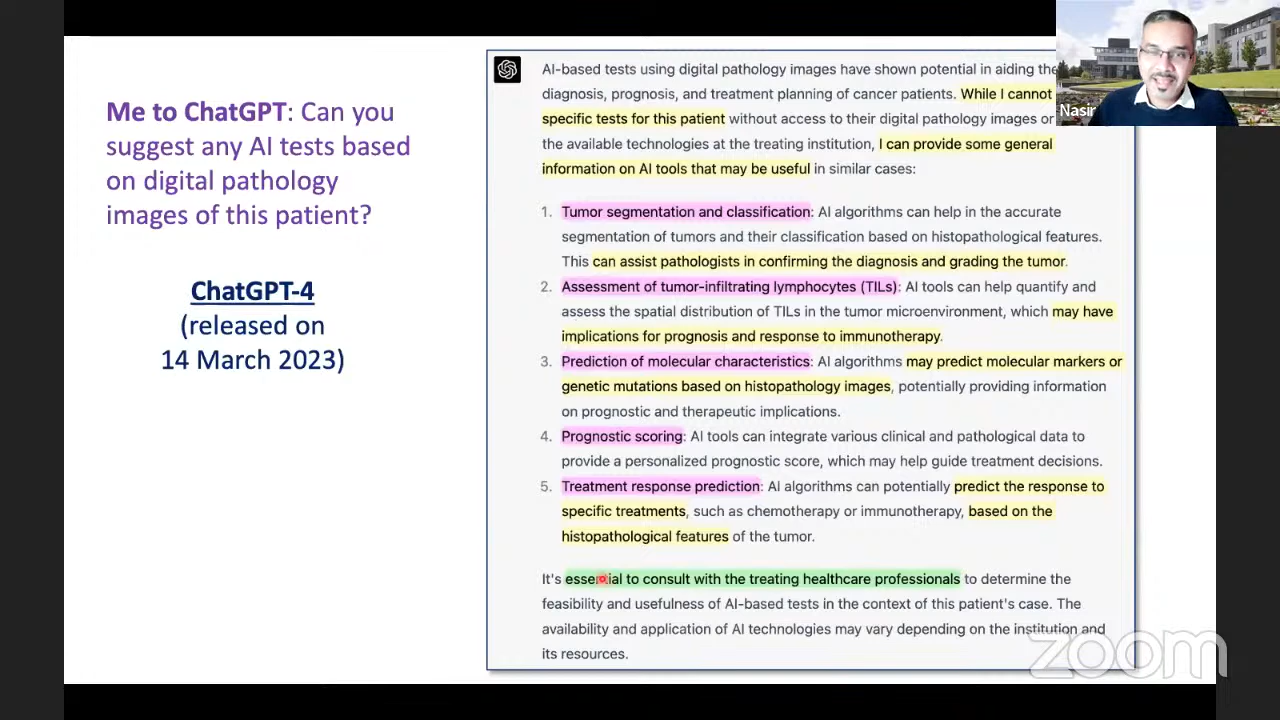 Me to ChatGPT: Can you
suggest any AI tests based
on digital pathology
images of this patient?
ChatGPT-4
(released on
14 March 2023)
AI-based tests using digital pathology images have shown potential in aiding the
diagnosis, prognosis, and treatment planning of cancer patients. While I cannot
specific tests for this patient without access to their digital pathology images or
the available technologies at the treating institution, I can provide some general
information on AI tools that may be useful in similar cases:
1. Tumor segmentation and classification: AI algorithms can help in the accurate
segmentation of tumors and their classification based on histopathological features.
This can assist pathologists in confirming the diagnosis and grading the tumor.
2. Assessment of tumor-infiltrating lymphocytes (TILs): AI tools can help quantify and
assess the spatial distribution of TILs in the tumor microenvironment, which may have
implications for prognosis and response to immunotherapy.
3. Prediction of molecular characteristics: AI algorithms may predict molecular markers or
genetic mutations based on histopathology images, potentially providing information
on prognostic and therapeutic implications.
4. Prognostic scoring: AI tools can integrate various clinical and pathological data to
provide a personalized prognostic score, which may help guide treatment decisions.
5. Treatment response prediction: AI algorithms can potentially predict the response to
specific treatments, such as chemotherapy or immunotherapy, based on the
histopathological features of the tumor.
It's essential to consult with the treating healthcare professionals to determine the
feasibility and usefulness of AI-based tests in the context of this patient's case. The
availability and application of AI technologies may vary depending on the institution and
its resources.
zoom